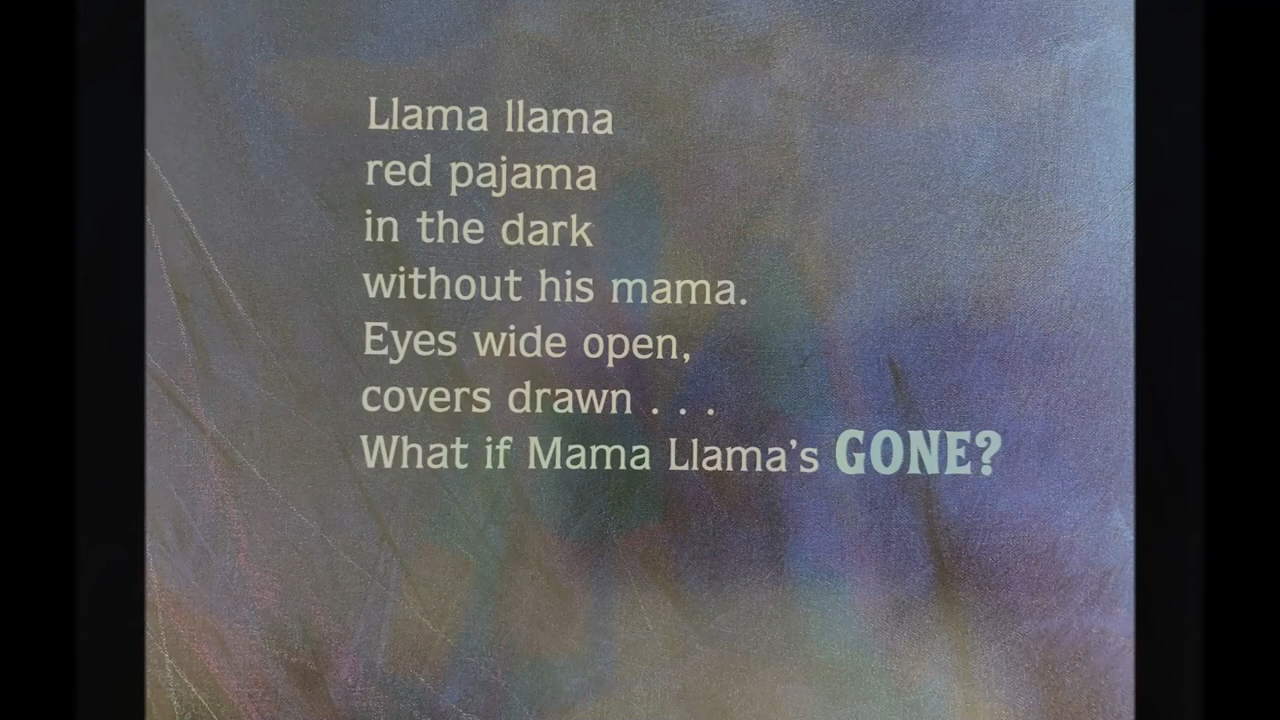 Llama llama
red pajama
in the dark
without his mama.
Eyes wide open,
covers drawn . . .
What if Mama Llama's GONE?